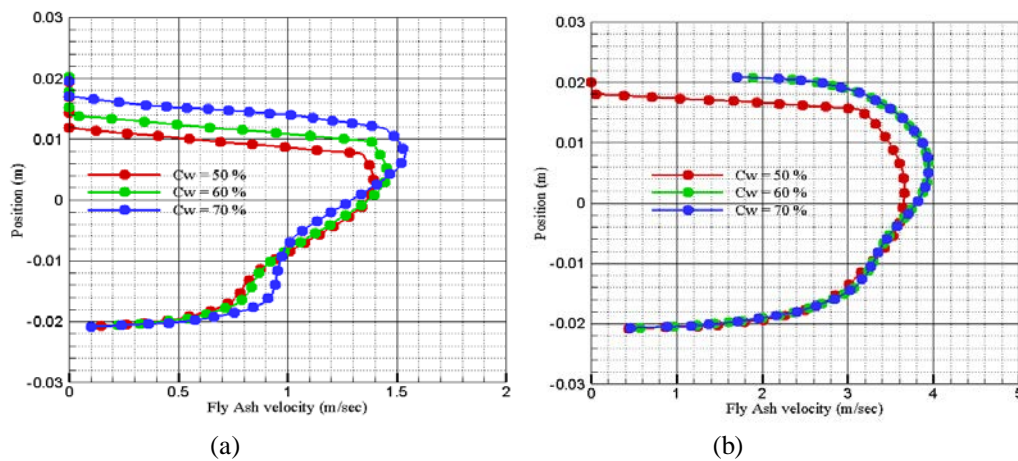 0.03
0.02
0.01
0
-0.01
-0.02
-0.03
Position (m)
Cw = 50 %
Cw = 60 %
Cw = 70 %
0
0.5
1
1.5
2
Fly Ash velocity (m/sec)
(a)
0.03
0.02
0.01
0
-0.01
-0.02
-0.03
Position (m)
Cw = 50 %
Cw = 60 %
Cw = 70 %
0
1
2
3
4
5
Fly Ash velocity (m/sec)
(b)